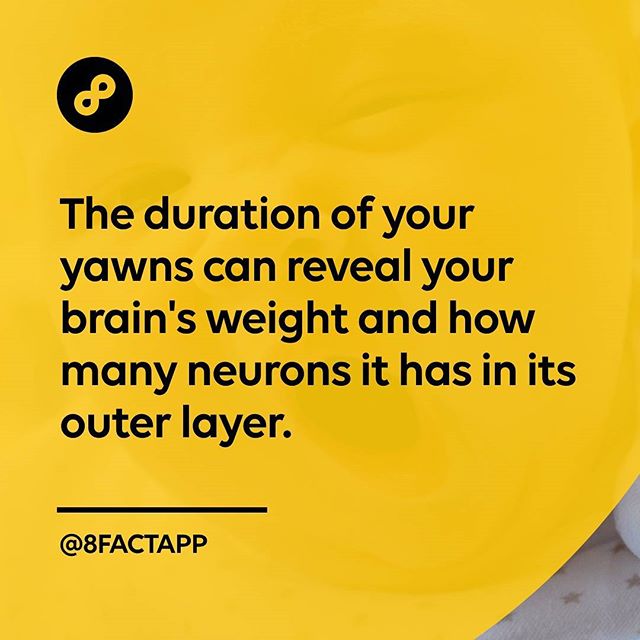 The duration of your
yawns can reveal your
brain's weight and how
many neurons it has in its
outer layer.
@8FACTAPP